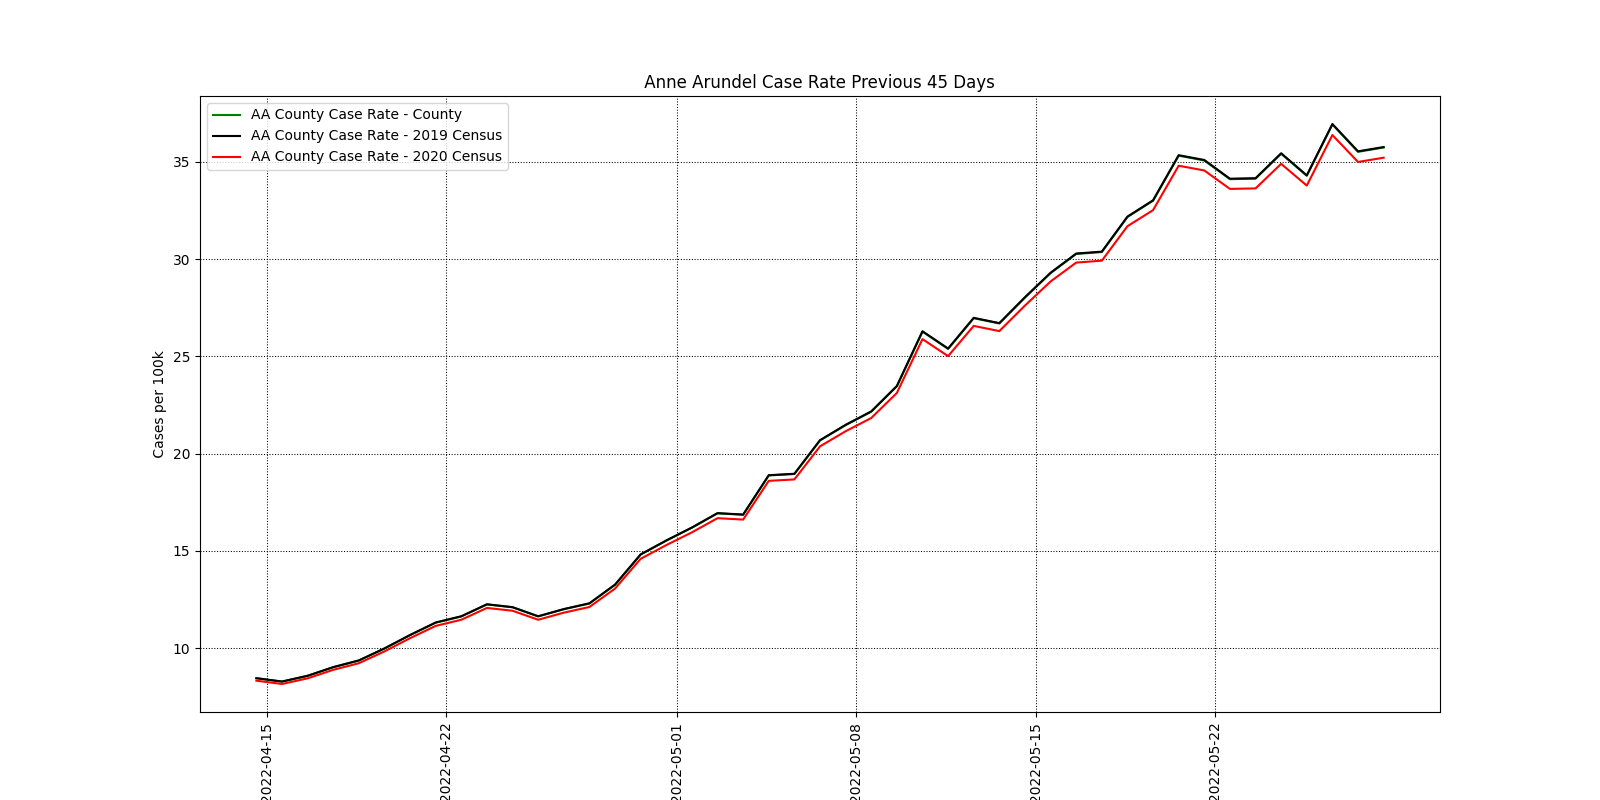 Anne Arundel Case Rate Previous 45 Days
AA County Case Rate - County
AA County Case Rate - 2019 Census
AA County Case Rate - 2020 Census
Cases per 100k
35
30
25
20
15
10
2022-04-15
2022-04-22
2022-05-01
2022-05-08
2022-05-15
2022-05-22